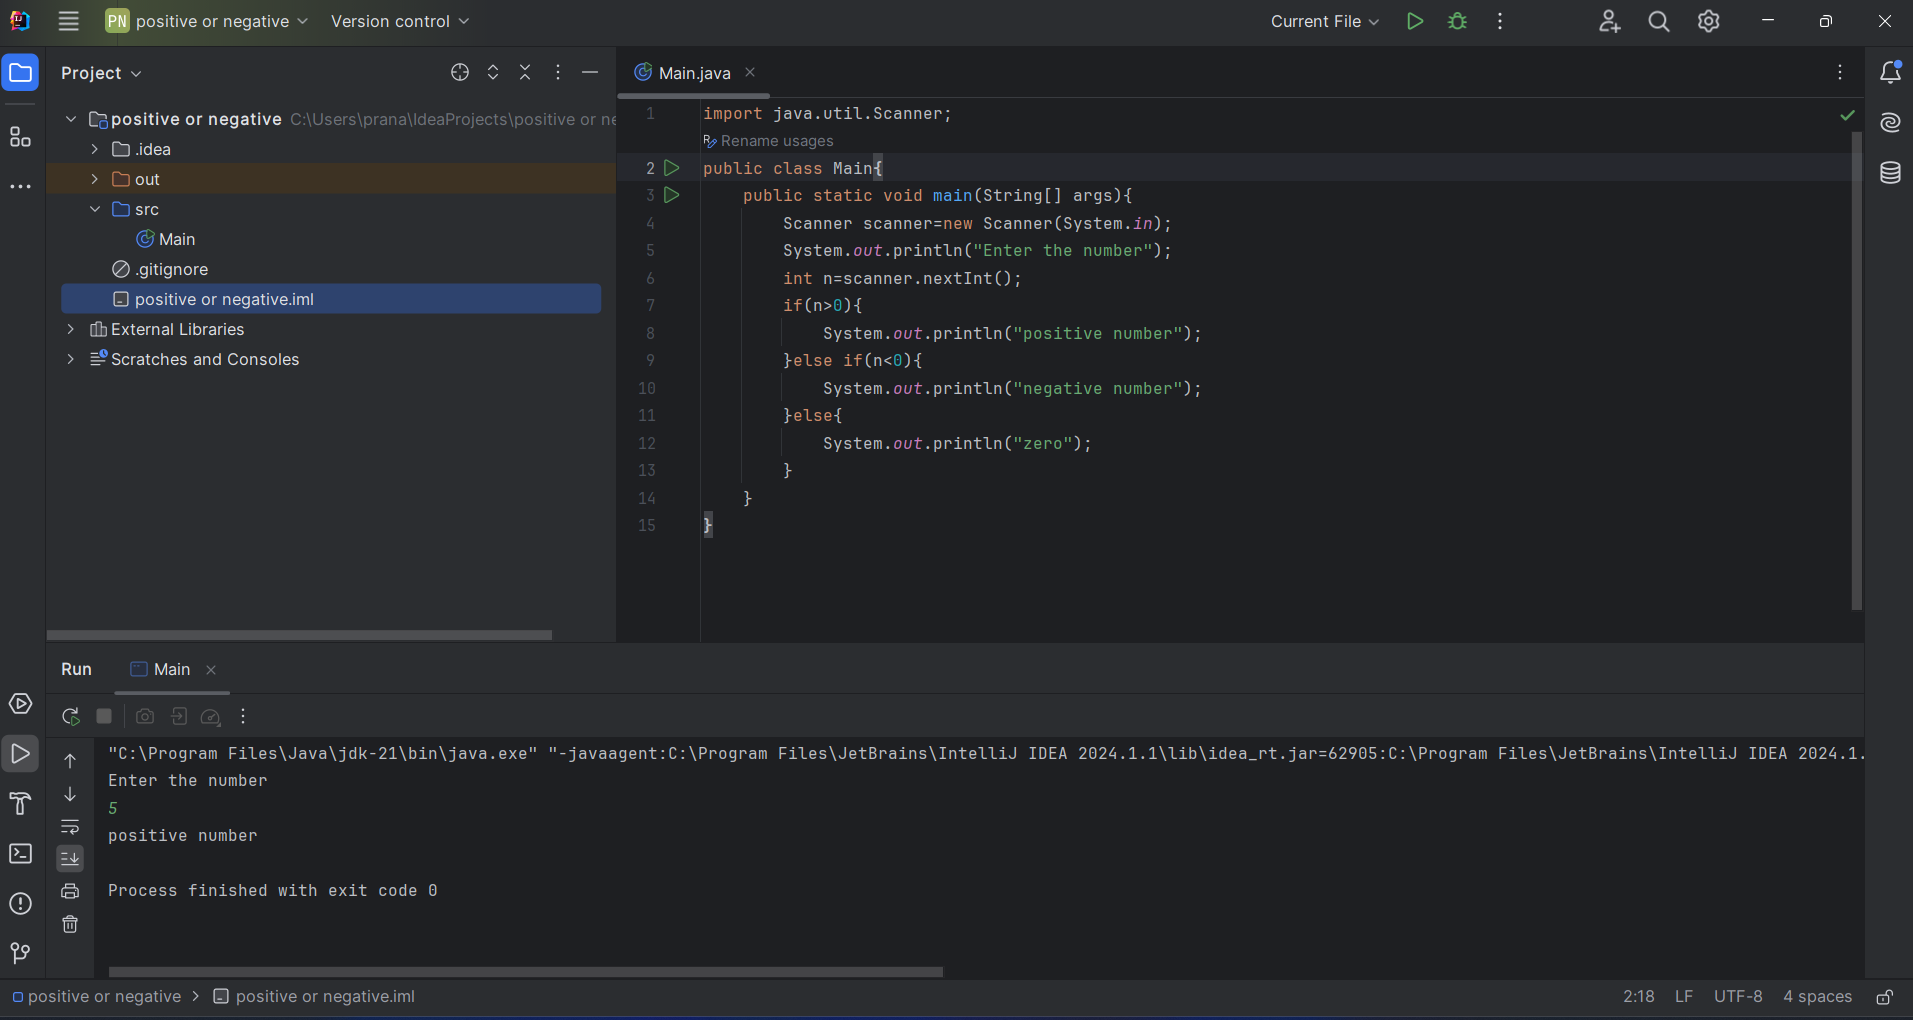 PN positive or negative Version control Current File
Project
positive or negative C:\Users\prana\IdeaProjects\positive or ne
.idea
out
src
Main
.gitignore
positive or negative.iml
External Libraries
Scratches and Consoles
Main.java
1 import java.util.Scanner;
Rename usages
2 public class Main{
3     public static void main(String[] args){
4         Scanner scanner=new Scanner(System.in);
5         System.out.println("Enter the number");
6         int n=scanner.nextInt();
7         if(n>0){
8             System.out.println("positive number");
9         }else if(n<0){
10             System.out.println("negative number");
11         }else{
12             System.out.println("zero");
13         }
14     }
15 }
Run Main
"C:\Program Files\Java\jdk-21\bin\java.exe" "-javaagent:C:\Program Files\JetBrains\IntelliJ IDEA 2024.1.1\lib\idea_rt.jar=62905:C:\Program Files\JetBrains\IntelliJ IDEA 2024.1.
Enter the number
5
positive number
Process finished with exit code 0
positive or negative > positive or negative.iml 2:18 LF UTF-8 4 spaces